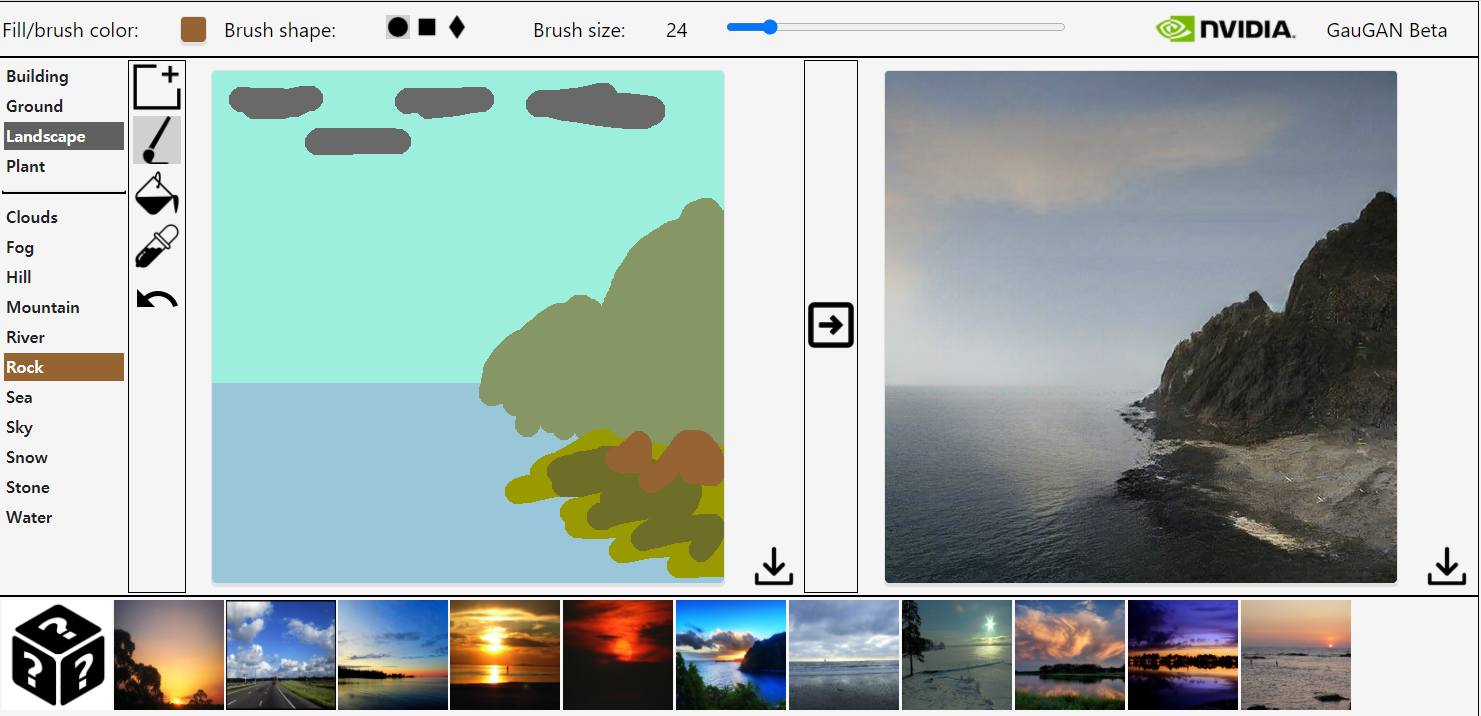 Fill/brush color: Brush shape: Brush size: 24 NVIDIA. GauGAN Beta
Building
Ground
Landscape
Plant
Clouds
Fog
Hill
Mountain
River
Rock
Sea
Sky
Snow
Stone
Water
? ? ?